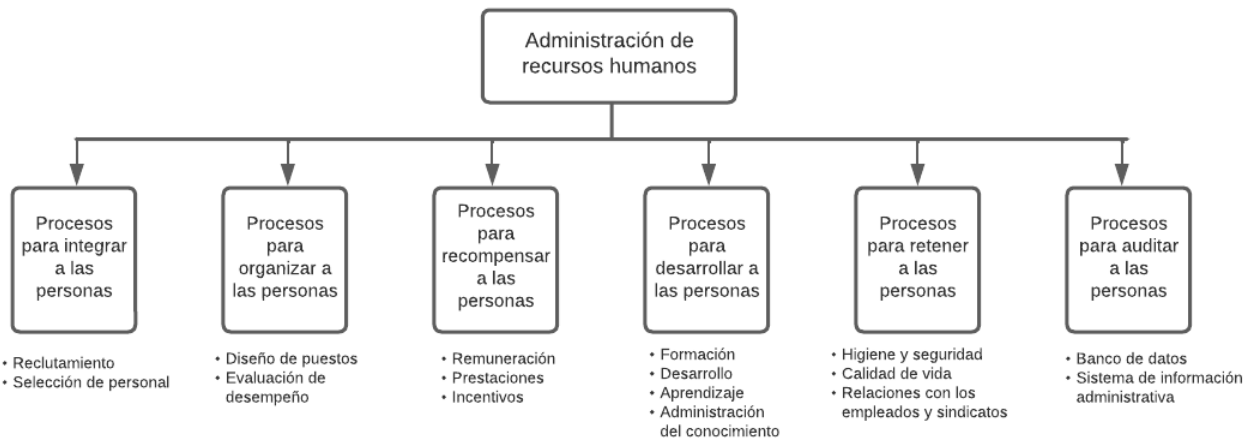 Administración de
recursos humanos
Procesos
para integrar
a las
personas
Procesos
para
organizar a
las personas
Procesos
para
recompensar
a las
personas
Procesos
para
desarrollar a
las personas
Procesos
para retener
a las
personas
Procesos
para auditar
a las
personas
• Reclutamiento
• Selección de personal
• Diseño de puestos
• Evaluación de
desempeño
• Remuneración
• Prestaciones
• Incentivos
• Formación
• Desarrollo
• Aprendizaje
• Administración
del conocimiento
• Higiene y seguridad
• Calidad de vida
• Relaciones con los
empleados y sindicatos
• Banco de datos
• Sistema de información
administrativa